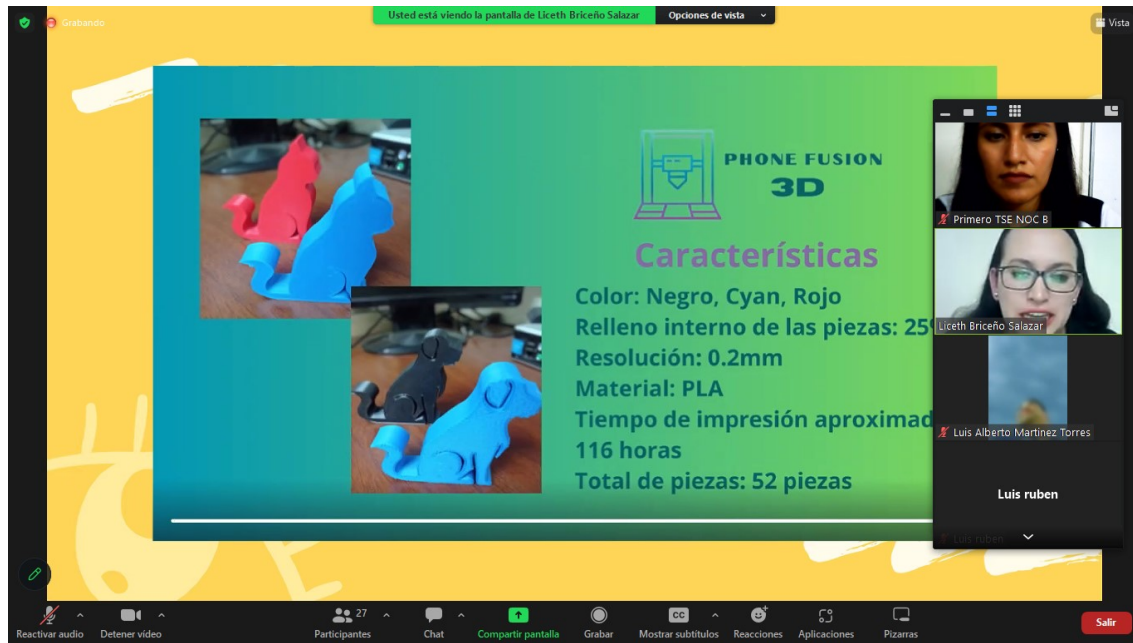 Grabando
Usted está viendo la pantalla de Liceth Briceño Salazar
Opciones de vista
Vista
PHONE FUSION
3D
Características
Color: Negro, Cyan, Rojo
Relleno interno de las piezas: 25
Resolución: 0.2mm
Material: PLA
Tiempo de impresión aproximad
116 horas
Total de piezas: 52 piezas
Primero TSE NOC B
Liceth Briceño Salazar
Luis Alberto Martinez Torres
Luis ruben
Luis ruben
Reactivar audio
Detener vídeo
27
Participantes
Chat
Compartir pantalla
Grabar
CC
Mostrar subtítulos
Reacciones
Aplicaciones
Pizarras
Salir